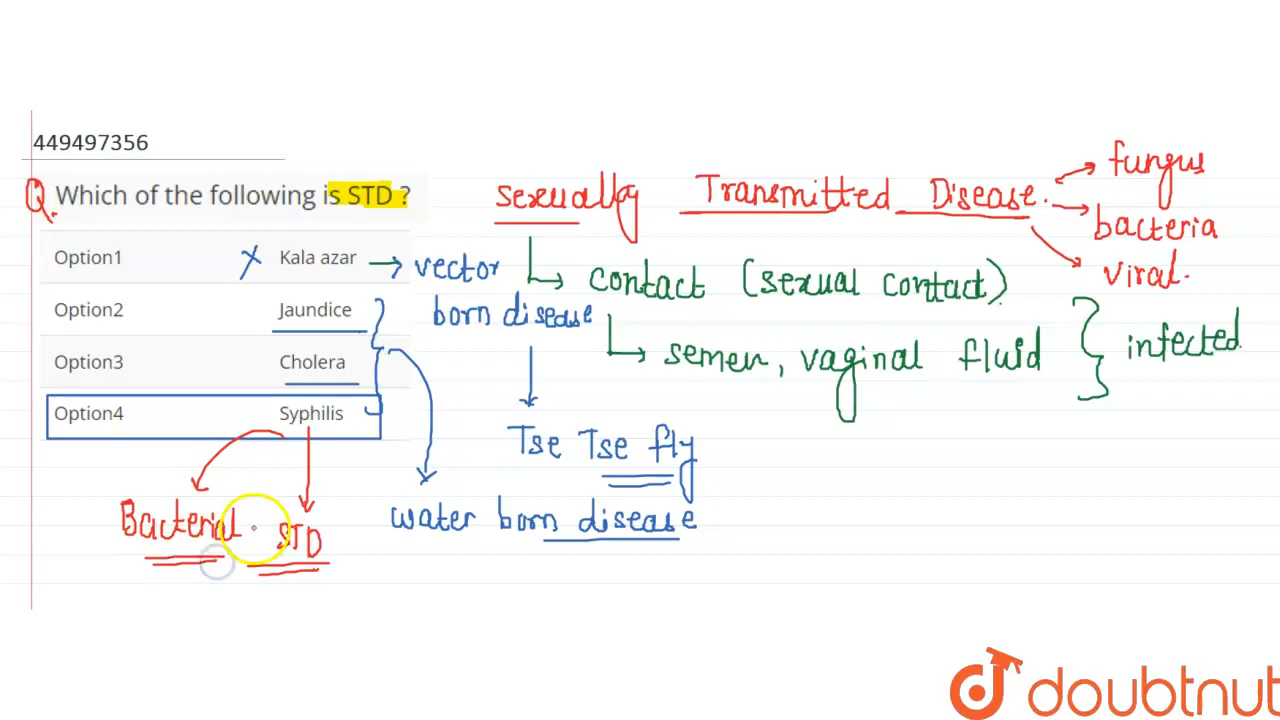 449497356
Q. Which of the following is STD ?
Option1 Kala azar
Option2 Jaundice
Option3 Cholera
Option4 Syphilis
Sexually Transmitted Disease.
fungus
bacteria
viral.
contact (sexual contact)
semen, vaginal fluid
infected
vector
born disease
Tse Tse fly
water born disease
Bacterial STD
doubtnut